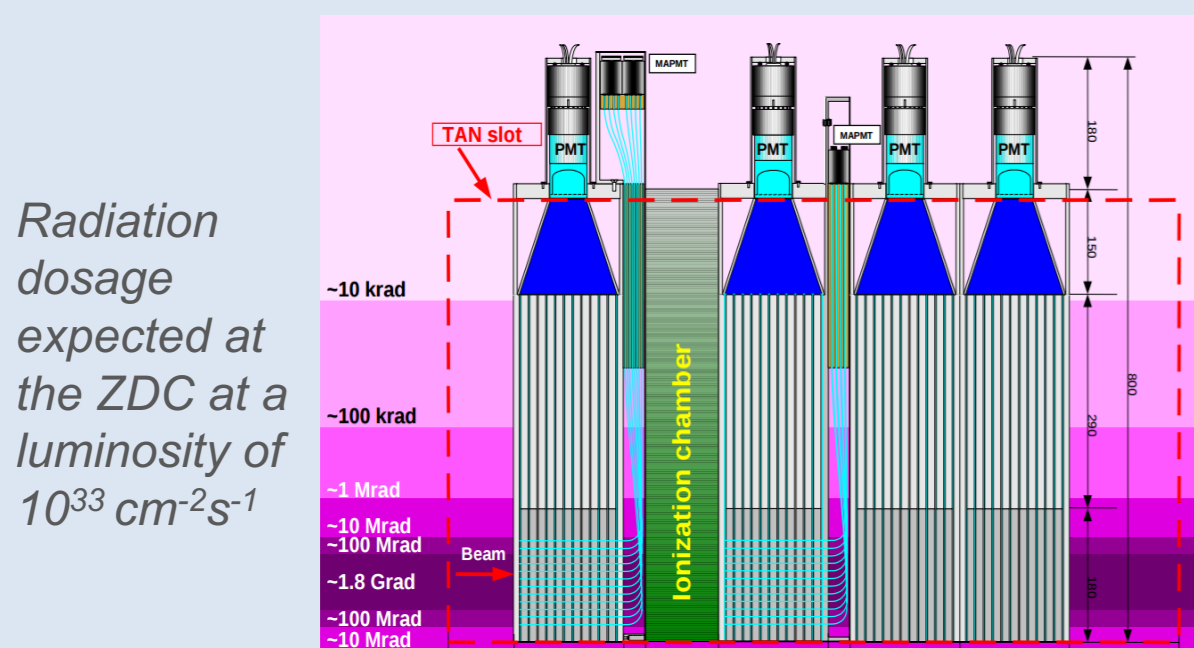 Radiation
dosage
expected at
the ZDC at a
luminosity of
10³³ cm⁻²s⁻¹
MAPMT
TAN slot
MAPMT
PMT
PMT
PMT
PMT
180
150
~10 krad
800
~100 krad
290
Ionization chamber
~1 Mrad
~10 Mrad
~100 Mrad
Beam
~1.8 Grad
180
~100 Mrad
~10 Mrad